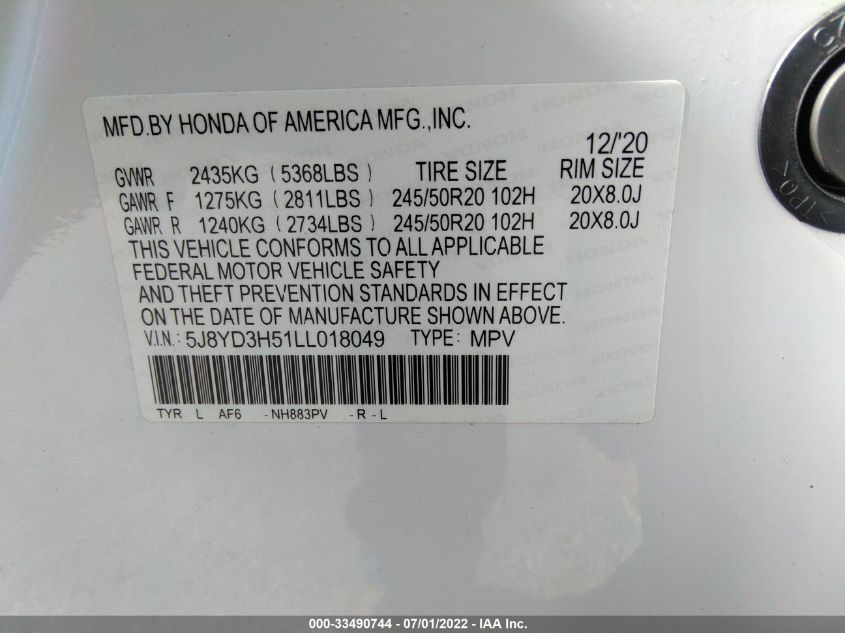 MFD.BY HONDA OF AMERICA MFG.,INC.
12/'20
GVWR 2435KG (5368LBS) TIRE SIZE RIM SIZE
GAWR F 1275KG (2811LBS) 245/50R20 102H 20X8.0J
GAWR R 1240KG (2734LBS) 245/50R20 102H 20X8.0J
THIS VEHICLE CONFORMS TO ALL APPLICABLE
FEDERAL MOTOR VEHICLE SAFETY
AND THEFT PREVENTION STANDARDS IN EFFECT
ON THE DATE OF MANUFACTURE SHOWN ABOVE.
V.I.N: 5J8YD3H51LL018049 TYPE: MPV
TYR L AF6 -NH883PV -R-L
>TPO<
000-33490744 - 07/01/2022 - IAA Inc.